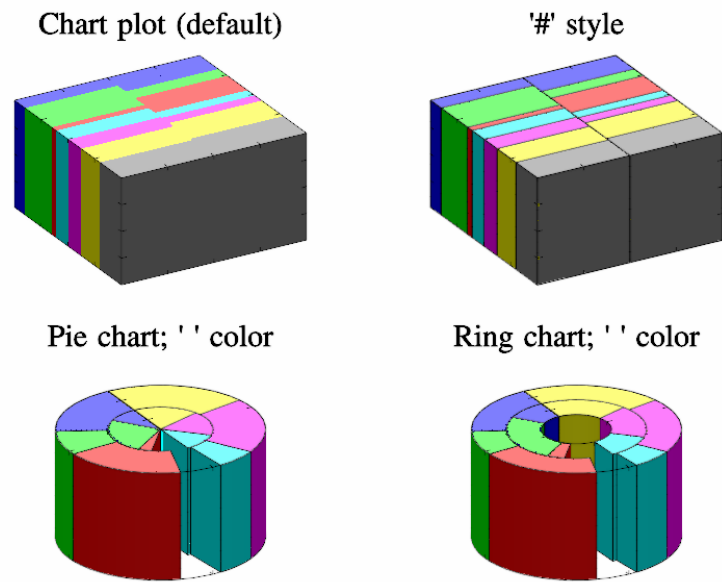 Chart plot (default)
'#' style
Pie chart; ' ' color
Ring chart; ' ' color